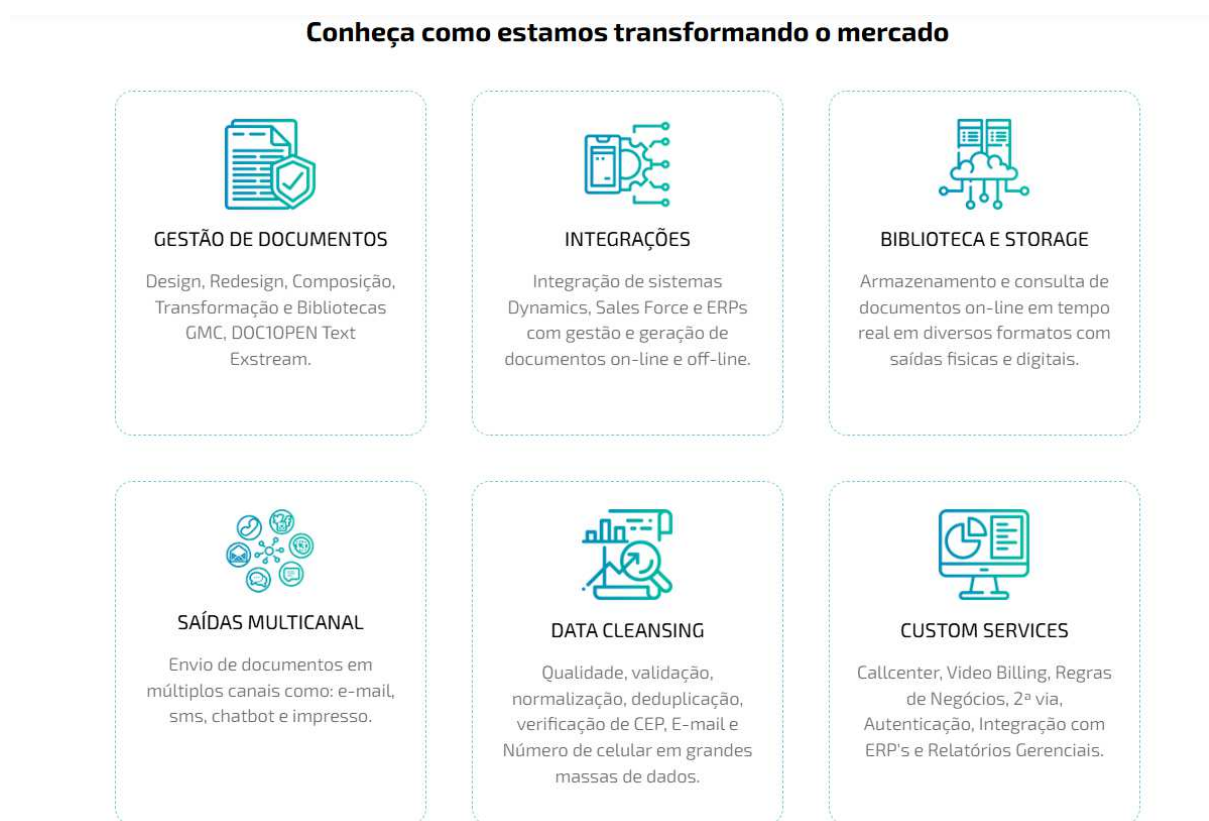 Conheça como estamos transformando o mercado
GESTÃO DE DOCUMENTOS
Design, Redesign, Composição,
Transformação e Bibliotecas
GMC, DOC1OPEN Text
Exstream.
INTEGRAÇÕES
Integração de sistemas
Dynamics, Sales Force e ERPs
com gestão e geração de
documentos on-line e off-line.
BIBLIOTECA E STORAGE
Armazenamento e consulta de
documentos on-line em tempo
real em diversos formatos com
saídas fisicas e digitais.
SAÍDAS MULTICANAL
Envio de documentos em
múltiplos canais como: e-mail,
sms, chatbot e impresso.
DATA CLEANSING
Qualidade, validação,
normalização, deduplicação,
verificação de CEP, E-mail e
Número de celular em grandes
massas de dados.
CUSTOM SERVICES
Callcenter, Video Billing, Regras
de Negócios, 2ª via,
Autenticação, Integração com
ERP's e Relatórios Gerenciais.